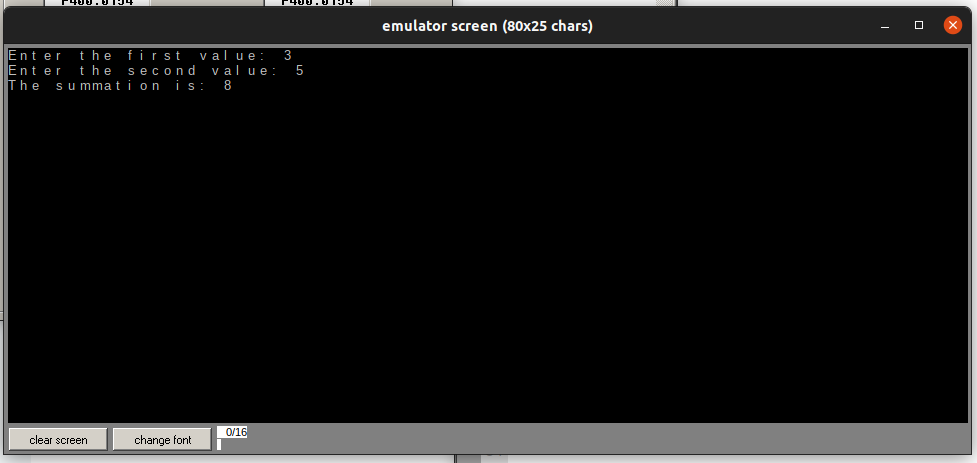 F400:0154 F400:0154
emulator screen (80x25 chars)
Enter the first value: 3
Enter the second value: 5
The summation is: 8
clear screen change font 0/16